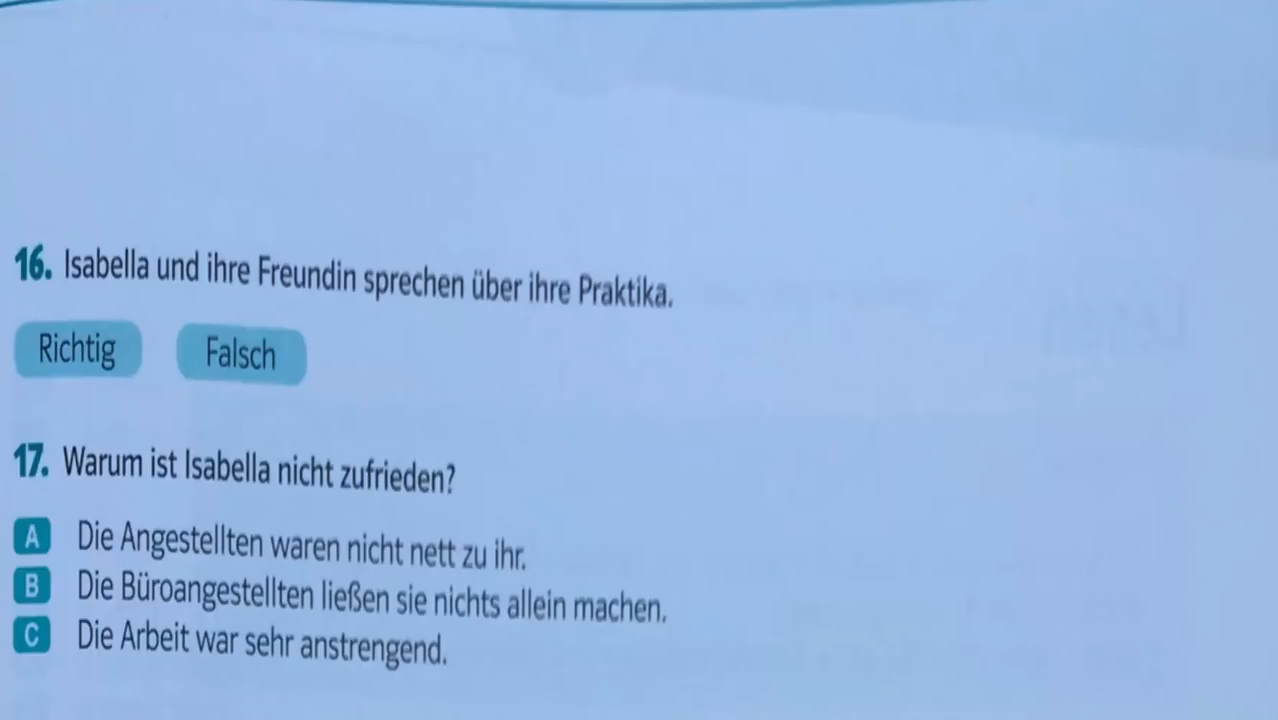 16. Isabella und ihre Freundin sprechen über ihre Praktika.
Richtig Falsch
17. Warum ist Isabella nicht zufrieden?
A Die Angestellten waren nicht nett zu ihr.
B Die Büroangestellten ließen sie nichts allein machen.
C Die Arbeit war sehr anstrengend.